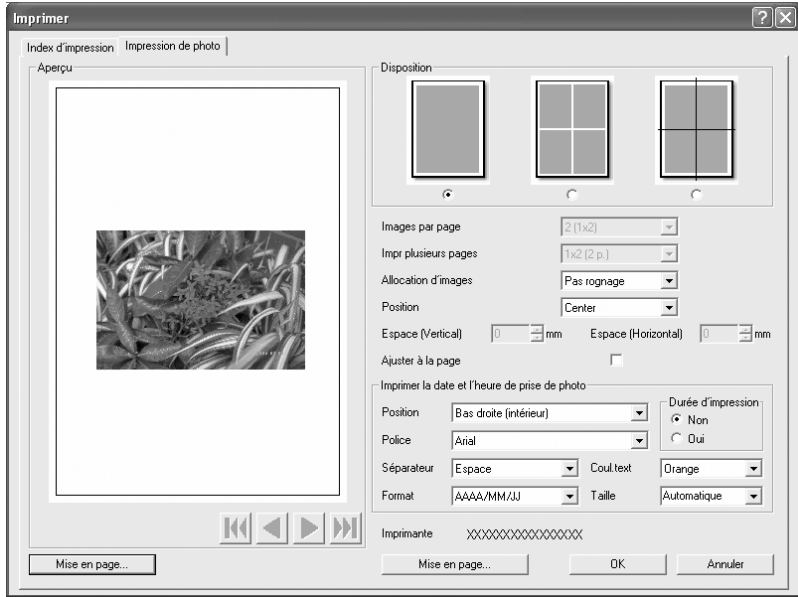 Imprimer
Index d'impression Impression de photo
Aperçu
Mise en page...
Disposition
Images par page 2 (1x2)
Impr plusieurs pages 1x2 (2 p.)
Allocation d'images Pas rognage
Position Center
Espace (Vertical) 0 mm Espace (Horizontal) 0 mm
Ajuster à la page
Imprimer la date et l'heure de prise de photo
Position Bas droite (intérieur)
Police Arial
Durée d'impression
Non
Oui
Séparateur Espace Coul.text Orange
Format AAAA/MM/JJ Taille Automatique
Imprimante XXXXXXXXXXXXXXXX
Mise en page... OK Annuler